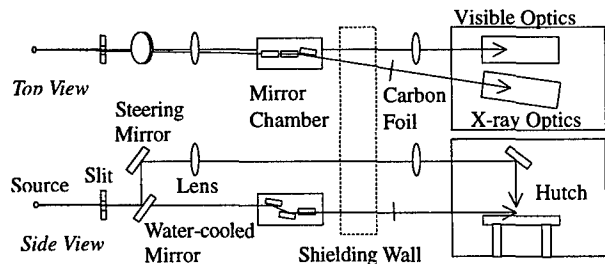 Visible Optics
Top View
Mirror
Chamber
Carbon
Foil
X-ray Optics
Steering
Mirror
Source
Slit
Lens
Hutch
Side View
Water-cooled
Mirror
Shielding Wall